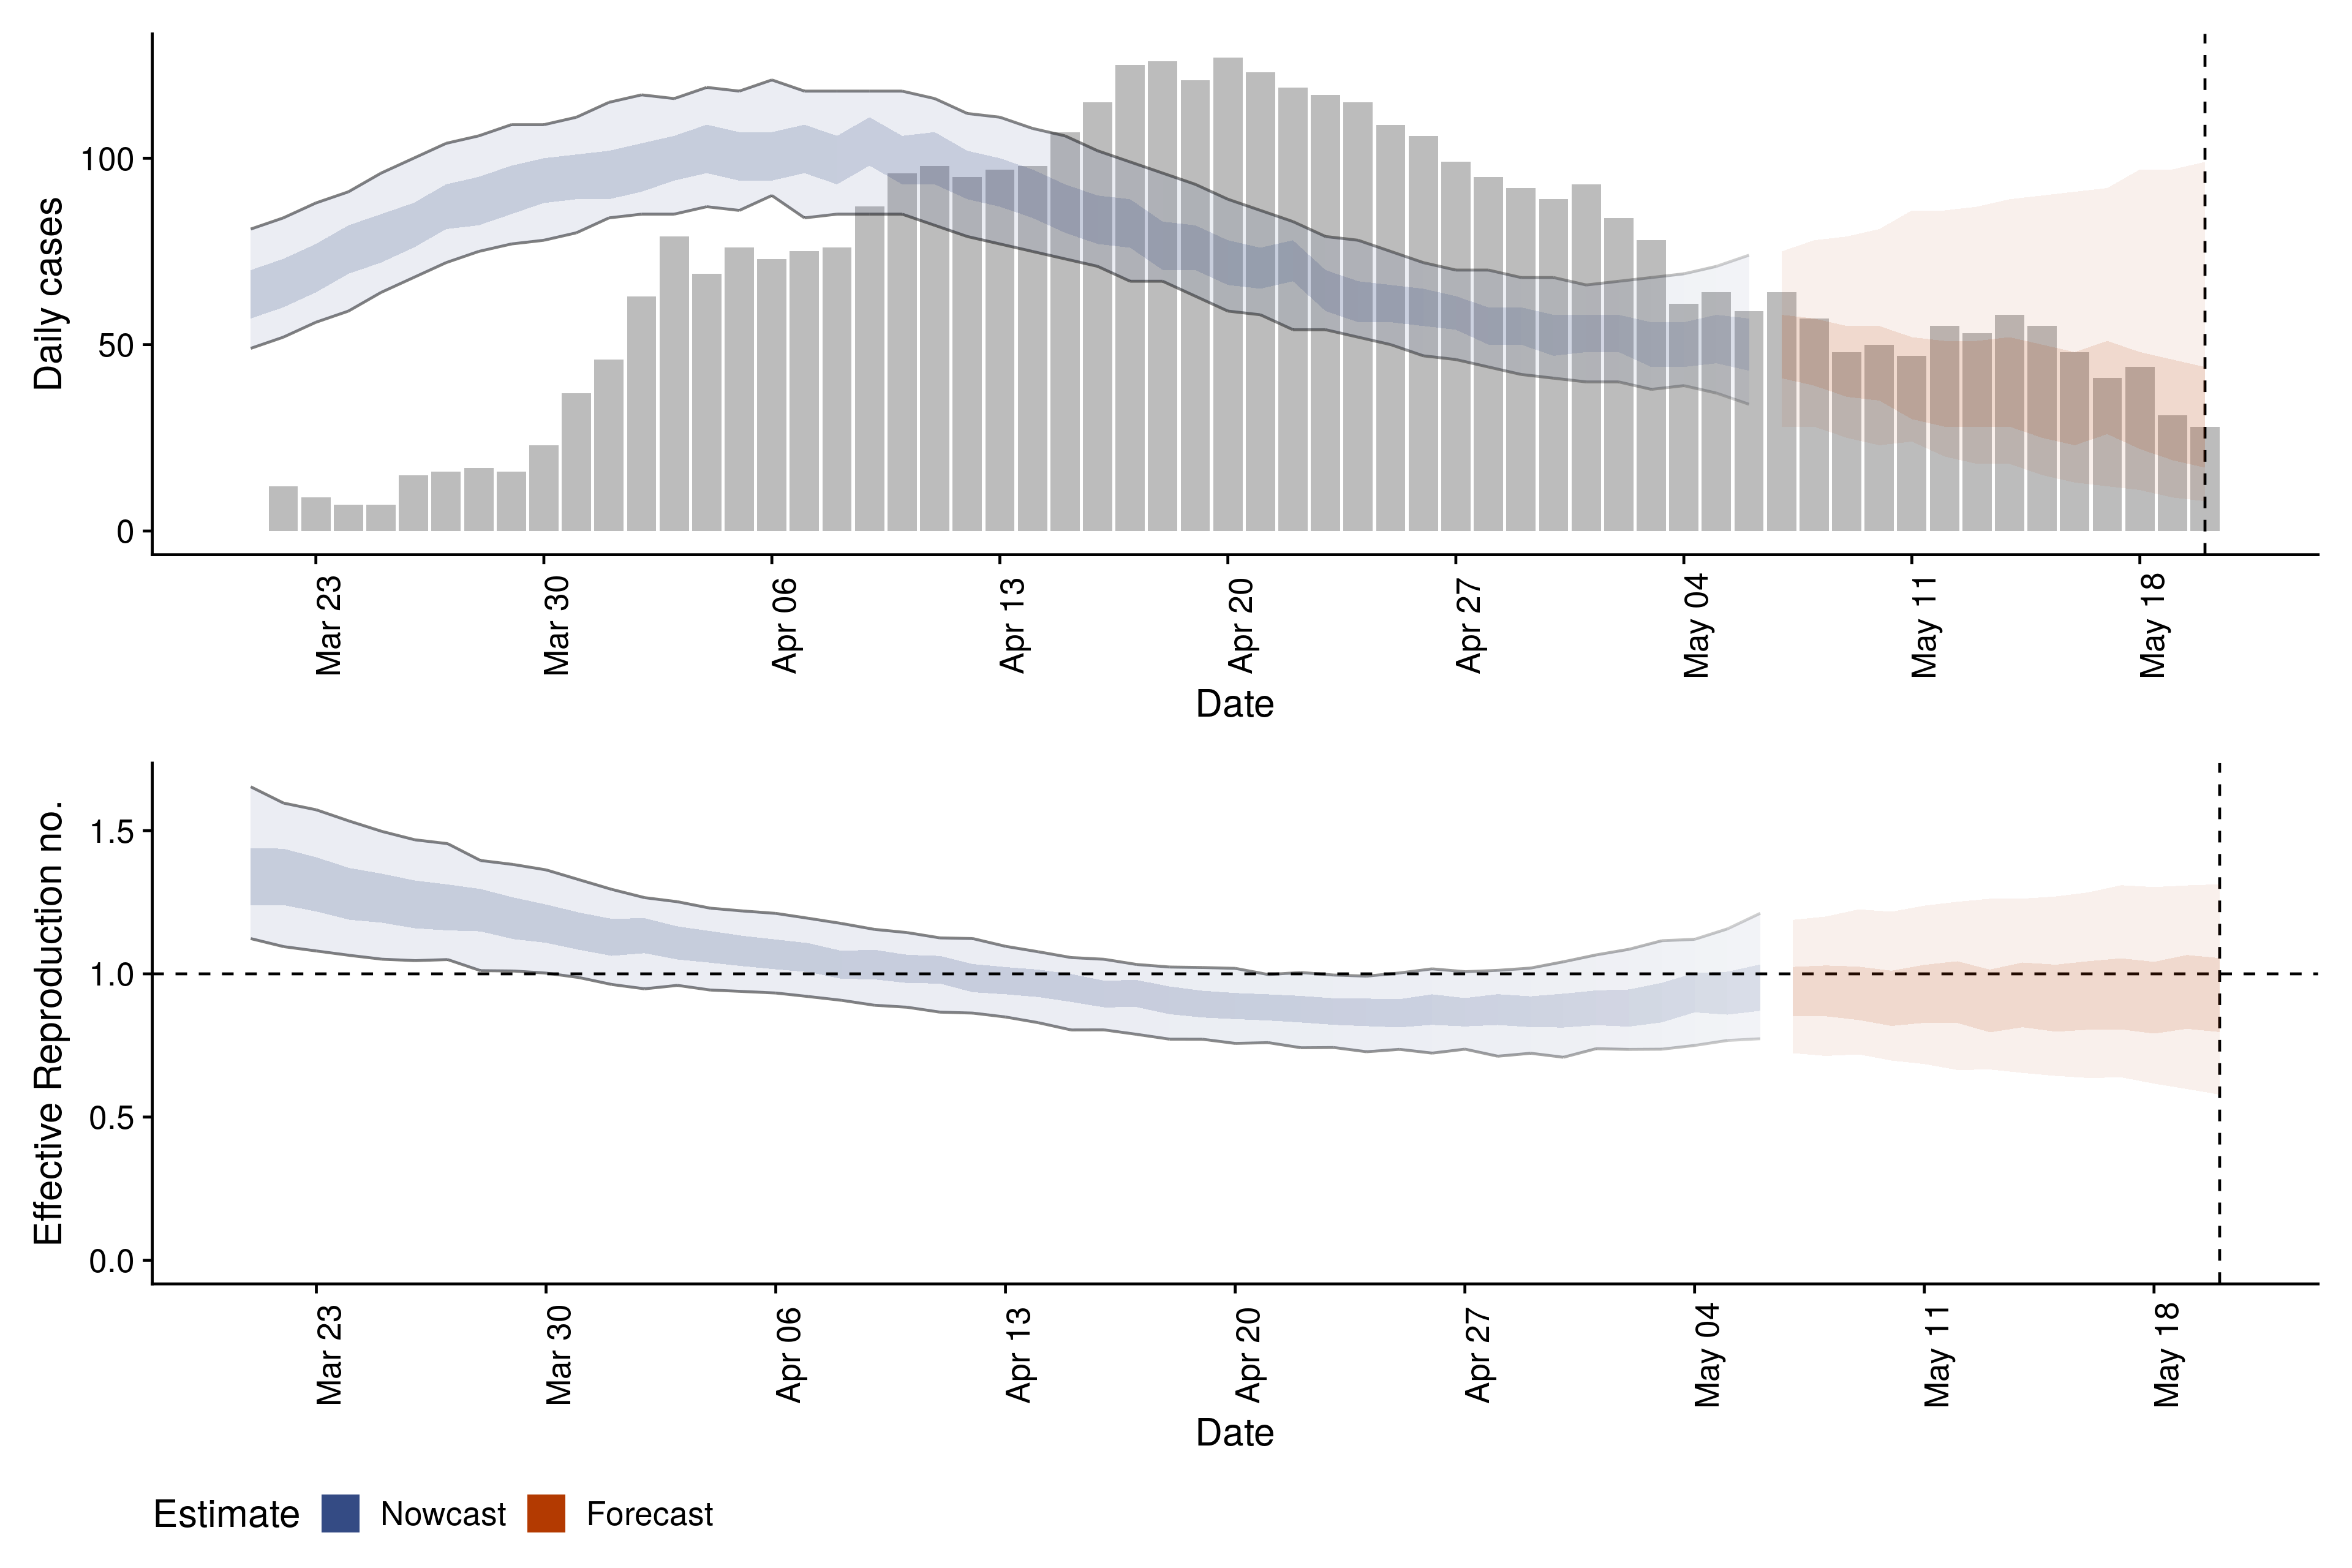 Daily cases
100
50
0
Mar 23
Mar 30
Apr 06
Apr 13
Apr 20
Apr 27
May 04
May 11
May 18
Date
Effective Reproduction no.
1.5
1.0
0.5
0.0
Mar 23
Mar 30
Apr 06
Apr 13
Apr 20
Apr 27
May 04
May 11
May 18
Date
Estimate Nowcast Forecast